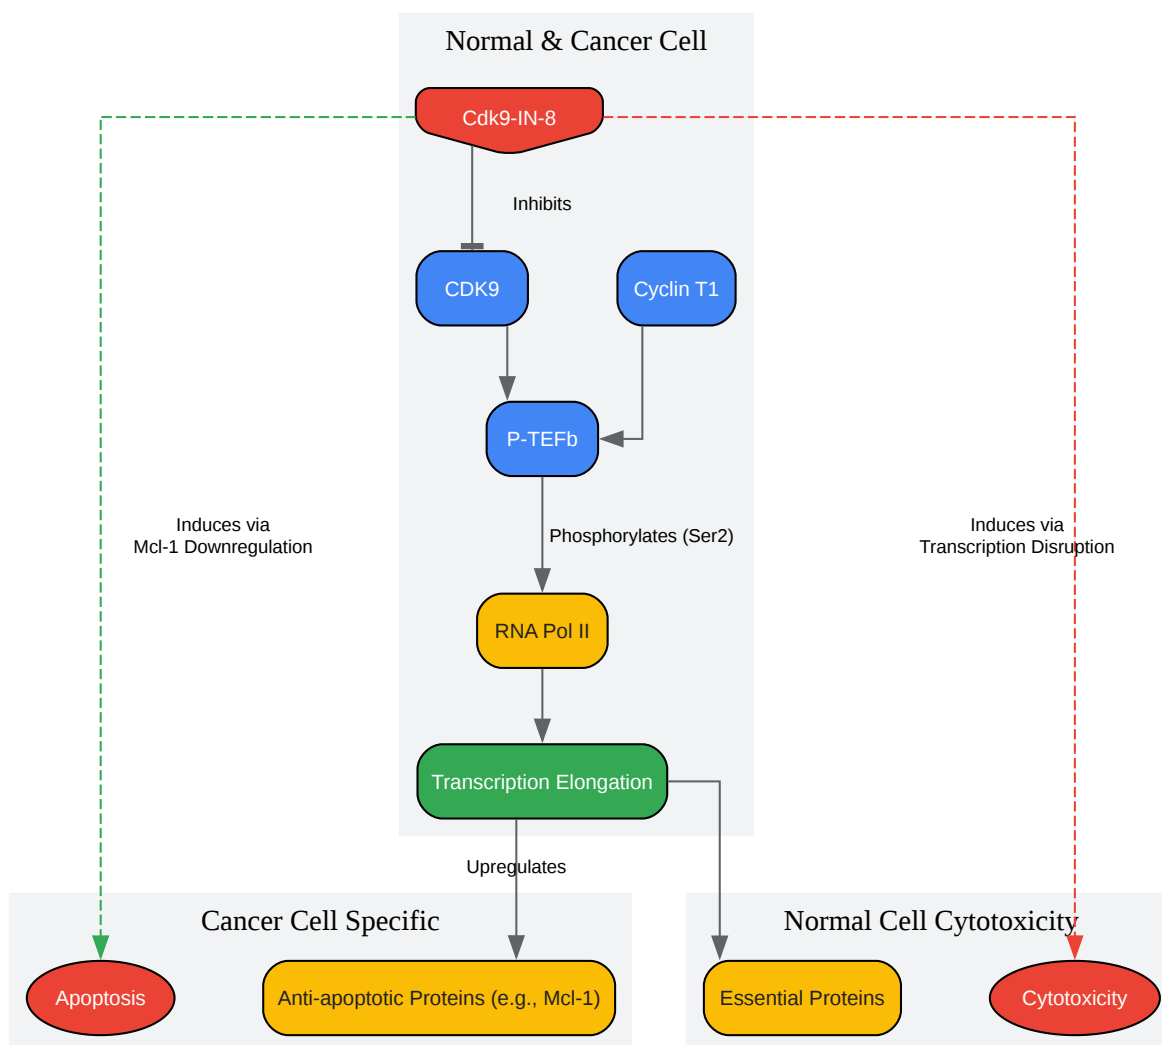 Normal & Cancer Cell
Cdk9-IN-8
Inhibits
CDK9
Cyclin T1
P-TEFb
Induces via
Mcl-1 Downregulation
Phosphorylates (Ser2)
Induces via
Transcription Disruption
RNA Pol II
Transcription Elongation
Upregulates
Cancer Cell Specific
Normal Cell Cytotoxicity
Apoptosis
Anti-apoptotic Proteins (e.g., Mcl-1)
Essential Proteins
Cytotoxicity